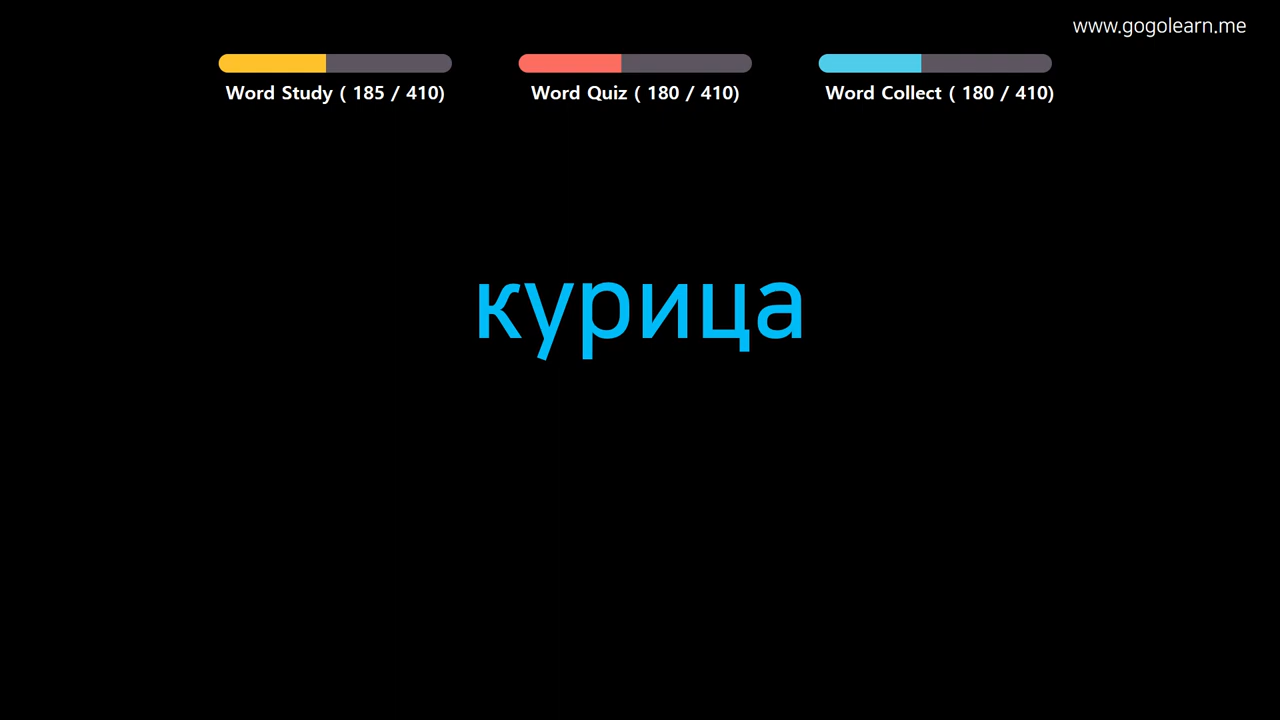 www.gogolearn.me
Word Study ( 185 / 410)
Word Quiz ( 180 / 410)
Word Collect ( 180 / 410)
курица